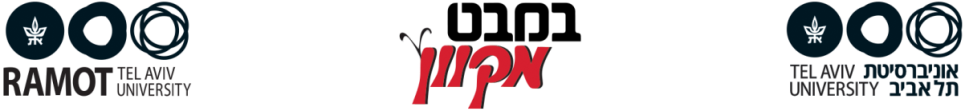 RAMOT TEL AVIV
UNIVERSITY
במבט
מקוון
TEL AVIV אוניברסיטת
UNIVERSITY תל אביב